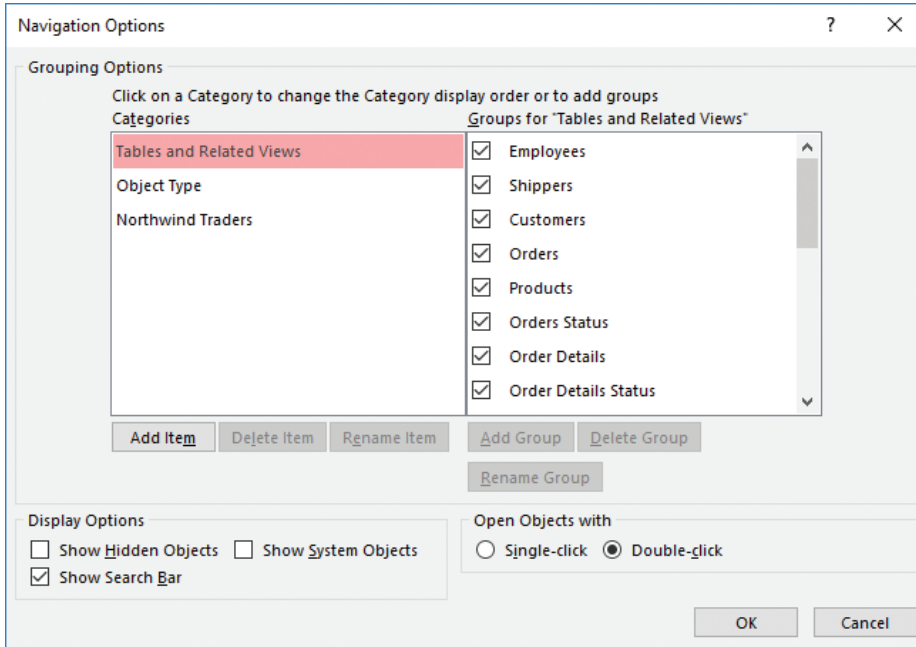 Navigation Options ?
Grouping Options
Click on a Category to change the Category display order or to add groups
Categories Groups for "Tables and Related Views"
Tables and Related Views Employees
Object Type Shippers
Northwind Traders Customers
Orders
Products
Orders Status
Order Details
Order Details Status
Add Item Delete Item Rename Item Add Group Delete Group
Rename Group
Display Options Open Objects with
Show Hidden Objects Show System Objects Single-click Double-click
Show Search Bar
OK Cancel